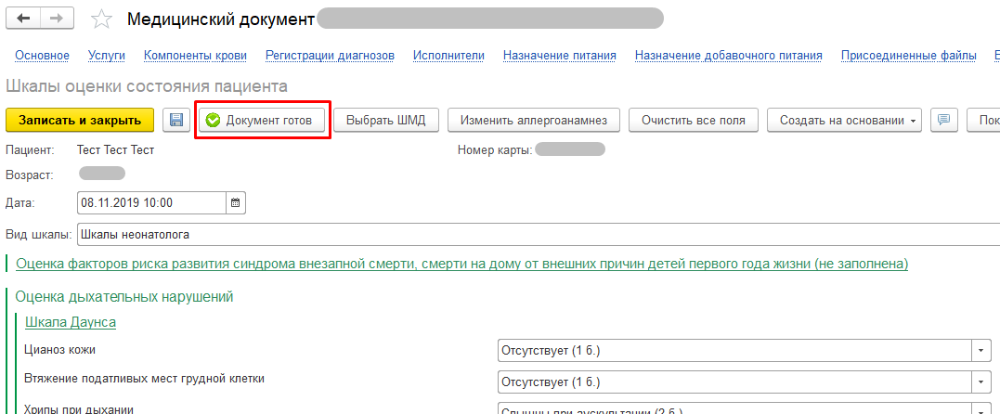 Медицинский документ
Основное Услуги Компоненты крови Регистрации диагнозов Исполнители Назначение питания Назначение добавочного питания Присоединенные файлы
Шкалы оценки состояния пациента
Записать и закрыть Документ готов Выбрать ШМД Изменить аллергоанамнез Очистить все поля Создать на основании Пок
Пациент: Тест Тест Тест Номер карты:
Возраст:
Дата: 08.11.2019 10:00
Вид шкалы: Шкалы неонатолога
Оценка факторов риска развития синдрома внезапной смерти, смерти на дому от внешних причин детей первого года жизни (не заполнена)
Оценка дыхательных нарушений
Шкала Даунса
Цианоз кожи Отсутствует (1 б.)
Втяжение податливых мест грудной клетки Отсутствует (1 б.)
Хрипы при дыхании Слышны при аускультации (2 б.)